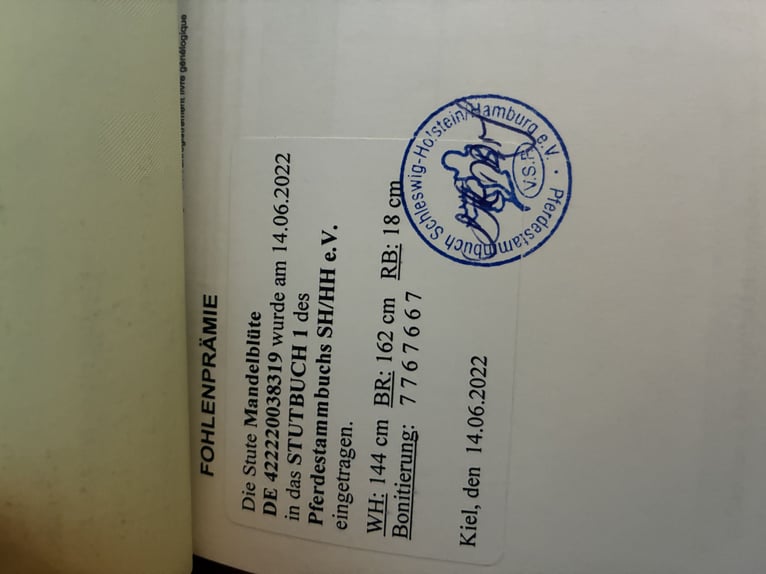 FOHLENPRÄMIE
Die Stute Mandelblüte
DE 422220038319 wurde am 14.06.2022
in das STUTBUCH 1 des
Pferdestammbuchs SH/HH e.V.
eingetragen.
WH: 144 cm BR: 162 cm RB: 18 cm
Bonitierung: 7 7 6 7 6 6 7
Kiel, den 14.06.2022
Pferdestammbuch Schleswig-Holstein/Hamburg e.V.
V.S.H
livre généalogique